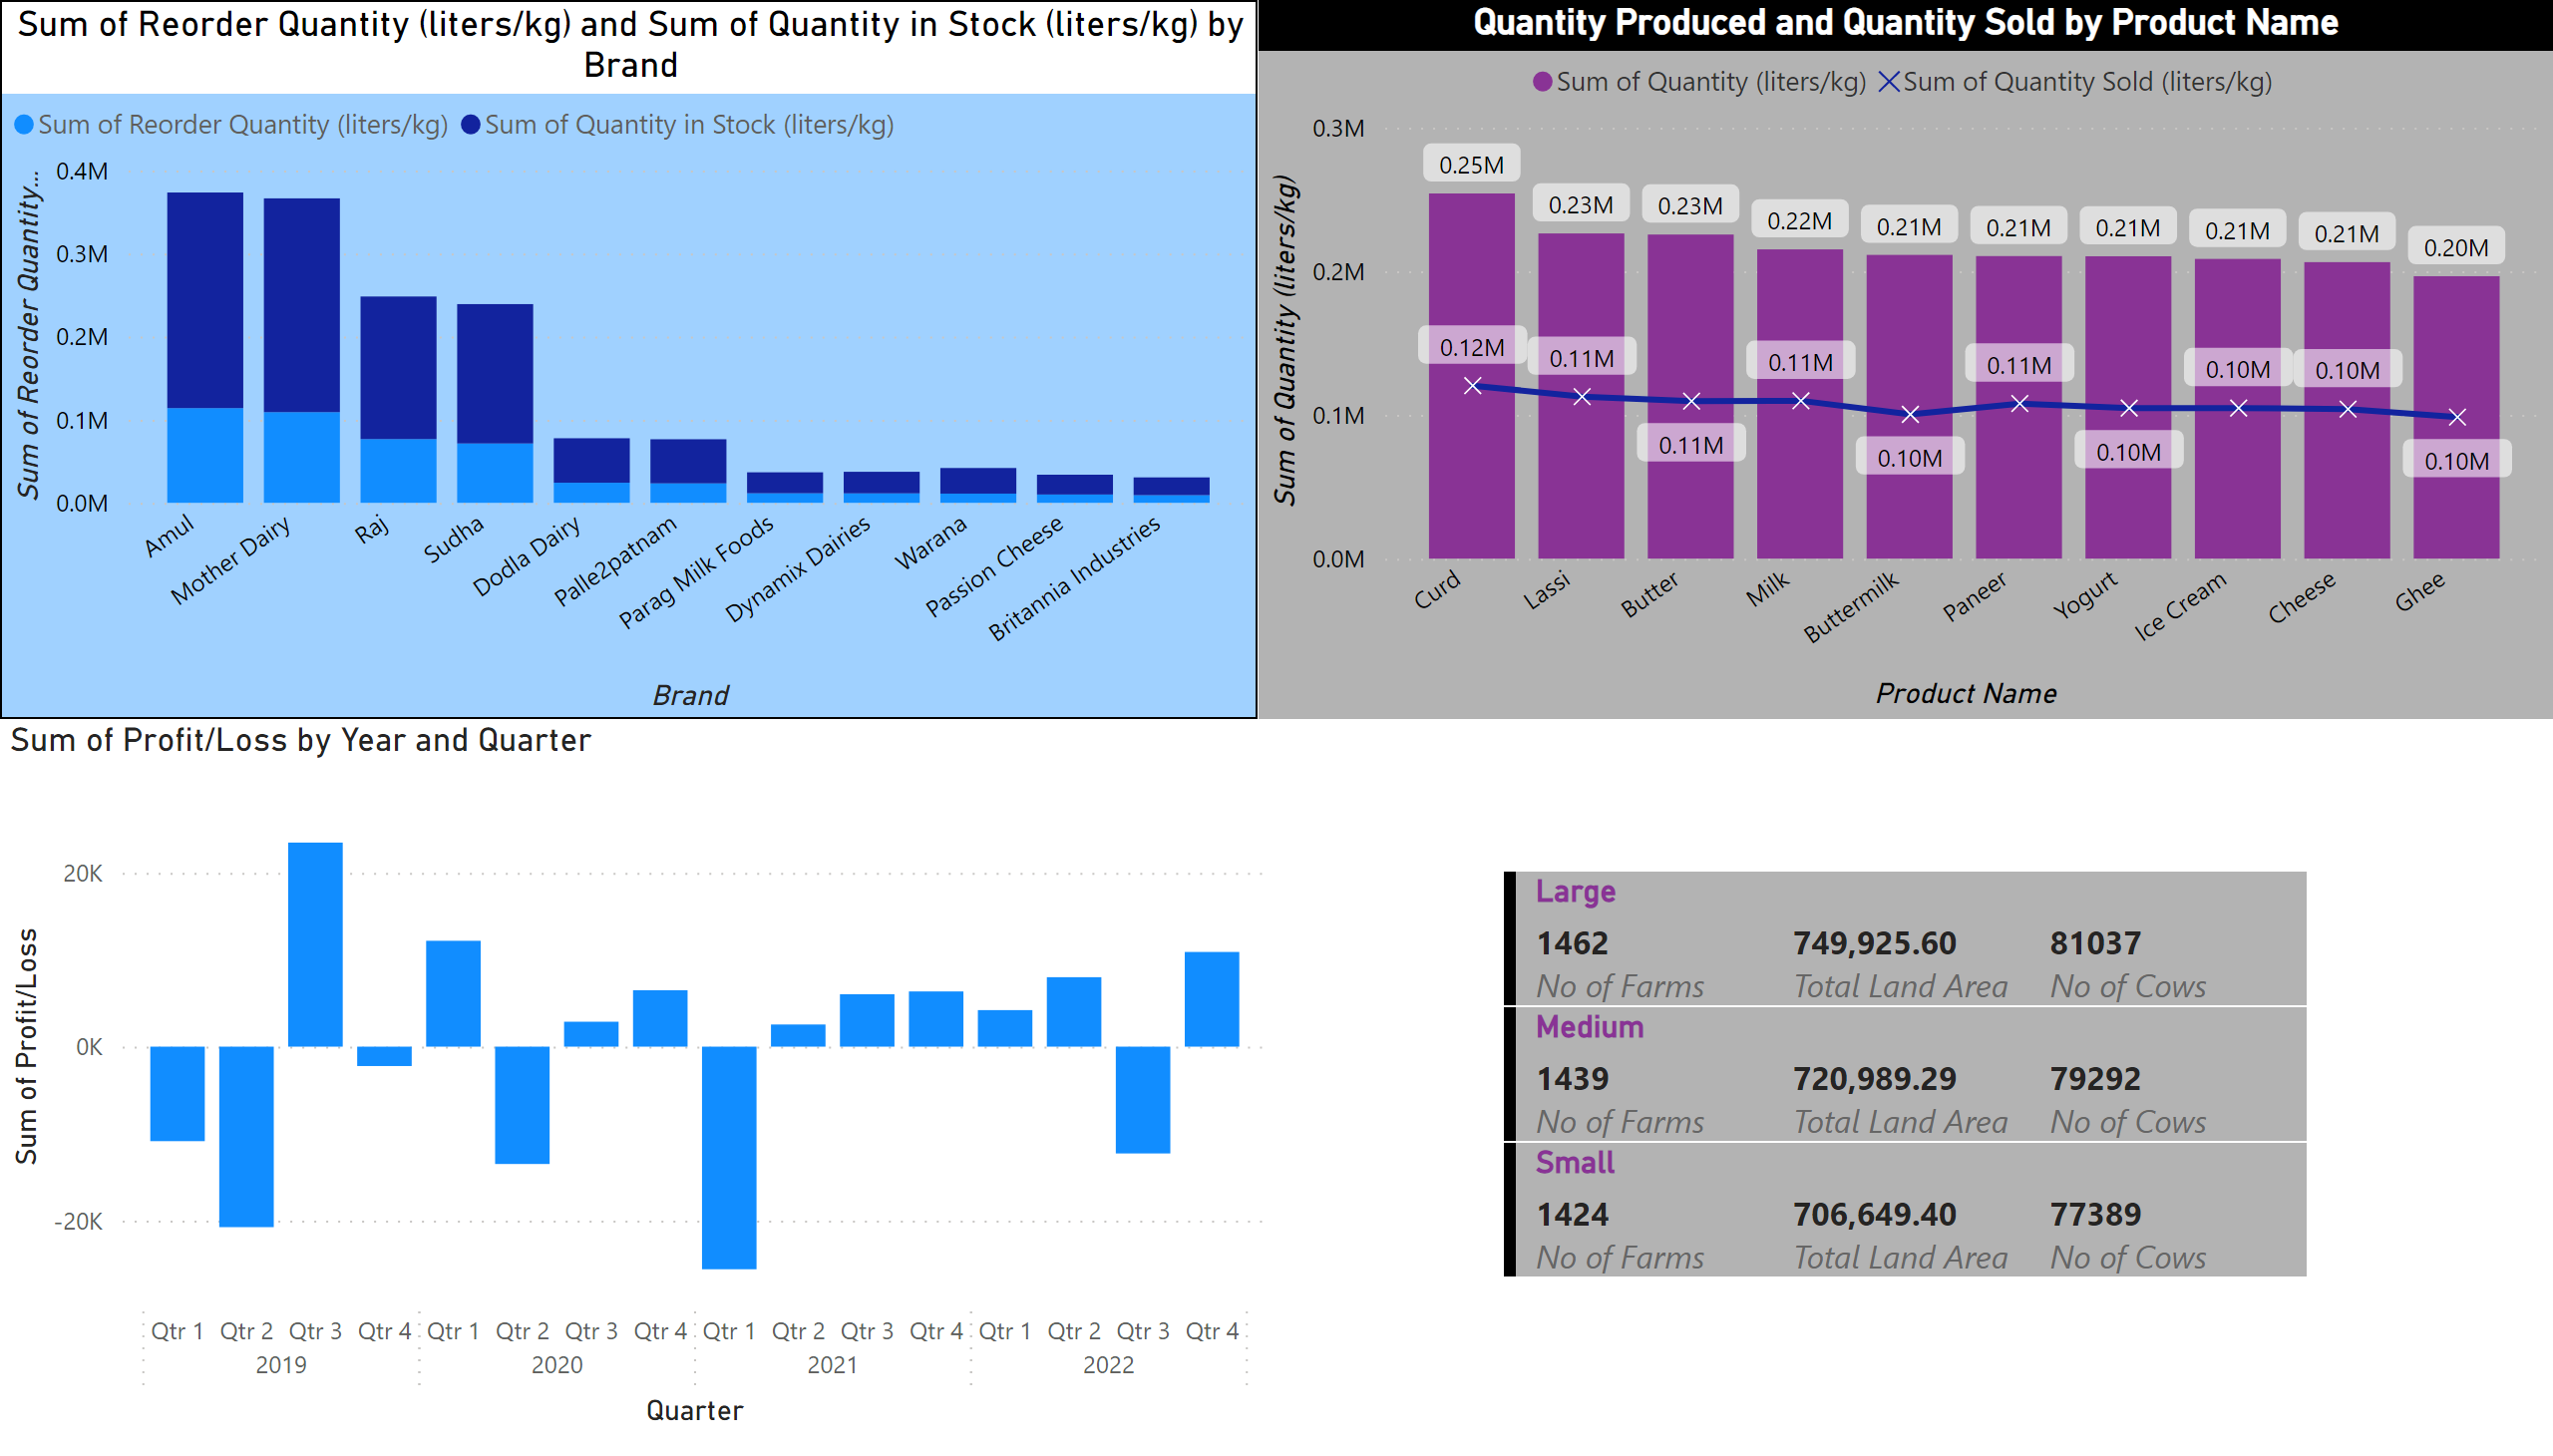 Sum of Reorder Quantity (liters/kg) and Sum of Quantity in Stock (liters/kg) by
Brand
Sum of Reorder Quantity (liters/kg) Sum of Quantity in Stock (liters/kg)
Sum of Reorder Quantity...
0.4M
0.3M
0.2M
0.1M
0.0M
Amul
Mother Dairy
Raj
Sudha
Dodla Dairy
Palle2patnam
Parag Milk Foods
Dynamix Dairies
Warana
Passion Cheese
Britannia Industries
Brand
Quantity Produced and Quantity Sold by Product Name
Sum of Quantity (liters/kg) Sum of Quantity Sold (liters/kg)
Sum of Quantity (liters/kg)
0.3M
0.2M
0.1M
0.0M
0.25M
0.23M
0.23M
0.22M
0.21M
0.21M
0.21M
0.21M
0.21M
0.20M
0.12M
0.11M
0.11M
0.11M
0.10M
0.11M
0.10M
0.10M
0.10M
0.10M
Curd
Lassi
Butter
Milk
Buttermilk
Paneer
Yogurt
Ice Cream
Cheese
Ghee
Product Name
Sum of Profit/Loss by Year and Quarter
Sum of Profit/Loss
20K
0K
-20K
Qtr 1 Qtr 2 Qtr 3 Qtr 4 Qtr 1 Qtr 2 Qtr 3 Qtr 4 Qtr 1 Qtr 2 Qtr 3 Qtr 4 Qtr 1 Qtr 2 Qtr 3 Qtr 4
2019 2020 2021 2022
Quarter
Large
1462 749,925.60 81037
No of Farms Total Land Area No of Cows
Medium
1439 720,989.29 79292
No of Farms Total Land Area No of Cows
Small
1424 706,649.40 77389
No of Farms Total Land Area No of Cows